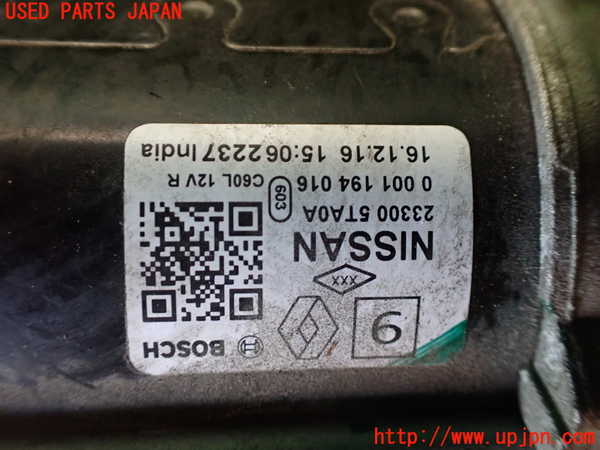 USED PARTS JAPAN
6
BOSCH
XXX
NISSAN
23300 5TA0A
603
0 001 194 016 C60L 12V R
16.12.16 15:062237 India
http://www.upjpn.com/